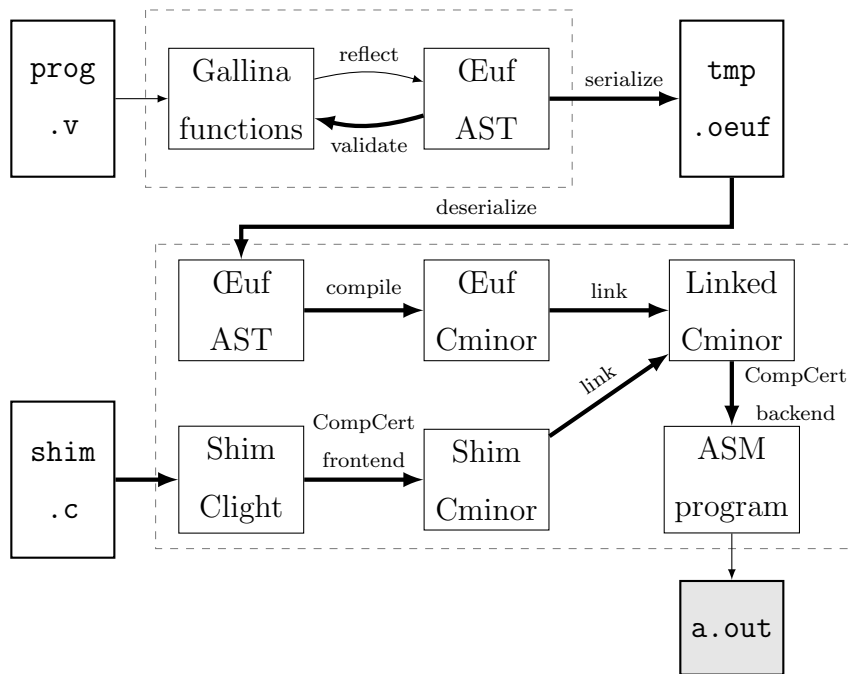 prog
.v
Gallina
functions
reflect
validate
Œuf
AST
serialize
tmp
.oeuf
deserialize
Œuf
AST
compile
Œuf
Cminor
link
Linked
Cminor
link
CompCert
backend
shim
.c
Shim
Clight
CompCert
frontend
Shim
Cminor
ASM
program
a.out